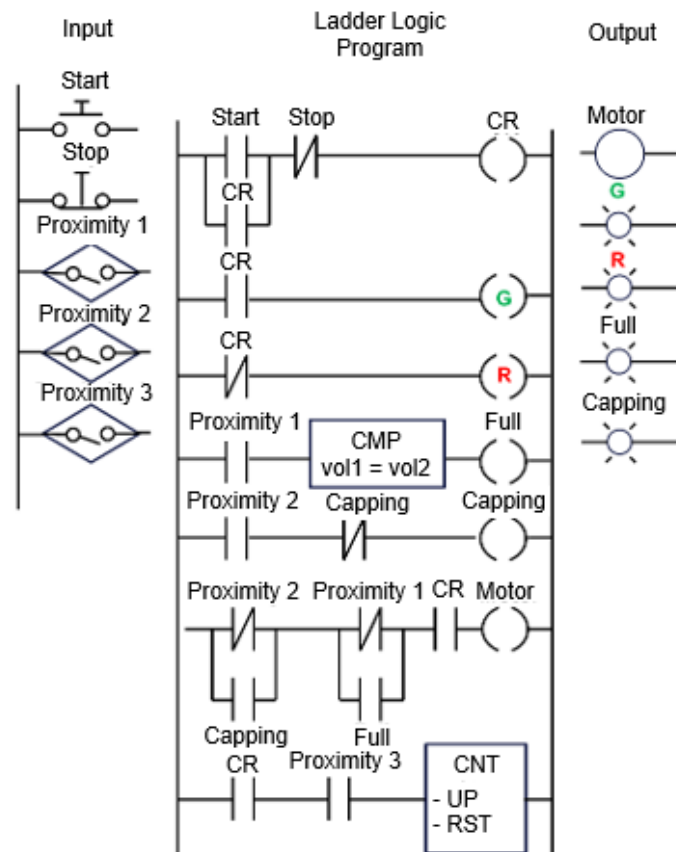 Input
Ladder Logic
Program
Output
Start
Stop
Proximity 1
Proximity 2
Proximity 3
Start Stop CR
CR
CR
G
CR
R
Proximity 1 Full
CMP
vol1 = vol2
Proximity 2 Capping Capping
Proximity 2 Proximity 1 CR Motor
Capping Full
CR Proximity 3
CNT
- UP
- RST
Motor
G
R
Full
Capping